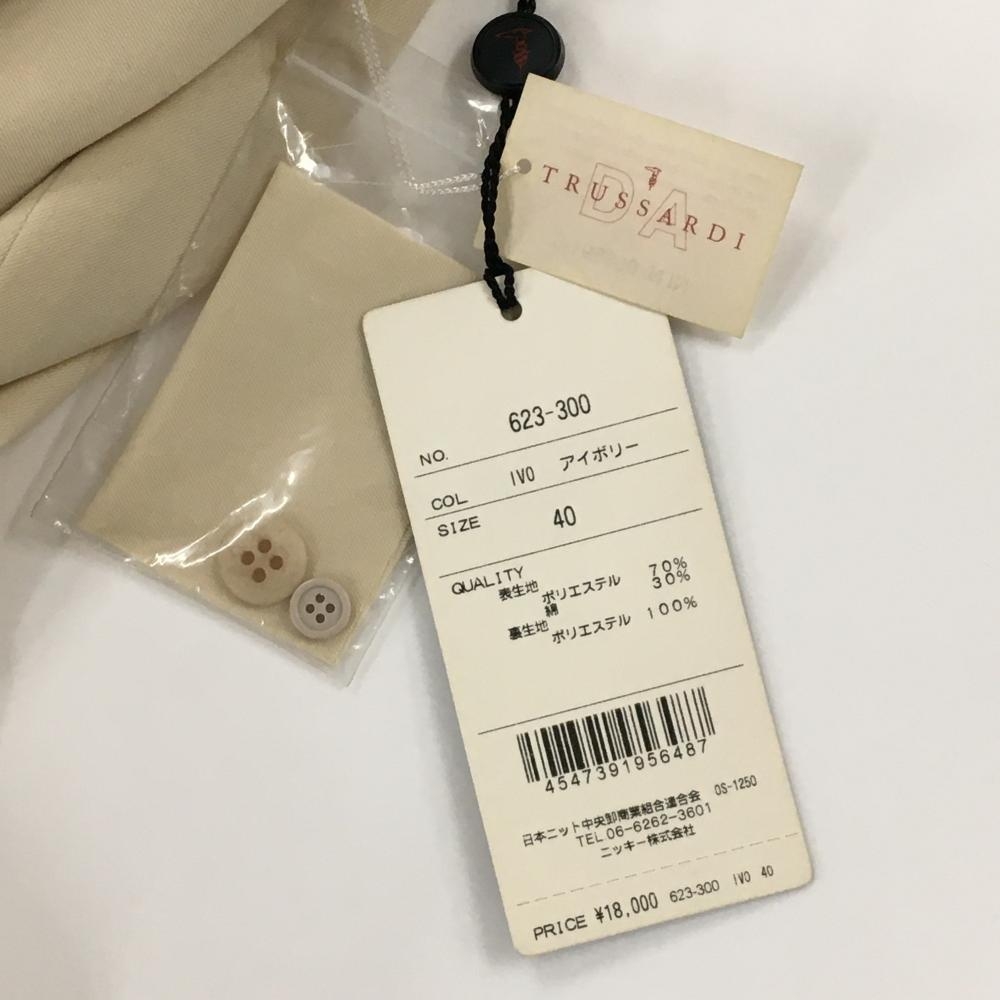 TRUSSARDI
DA
623-300
NO.
COL IVO アイボリー
SIZE 40
QUALITY
表生地 ポリエステル 70%
綿 30%
裏生地 ポリエステル 100%
4547391956487
日本ニット中央卸商業組合連合会 OS-1250
TEL 06-6262-3601
ニッキー株式会社
PRICE ¥18,000 623-300 IVO 40